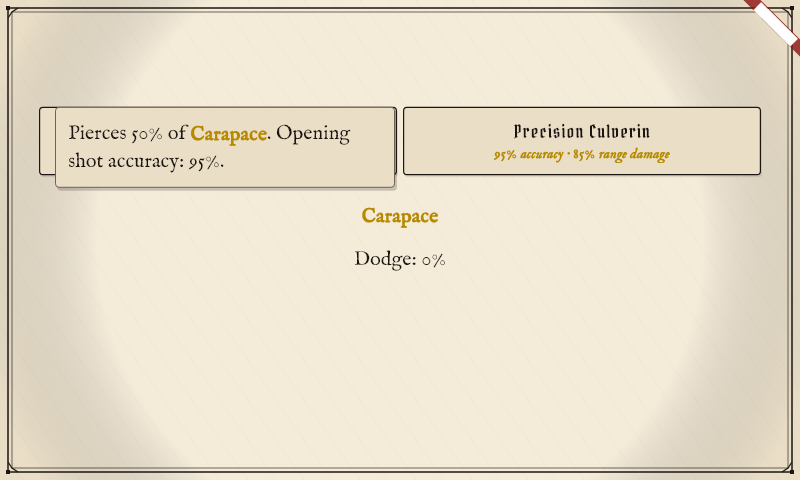 Pierces 50% of Carapace. Opening
shot accuracy: 95%.
Precision Culverin
95% accuracy · 85% range damage
Carapace
Dodge: 0%